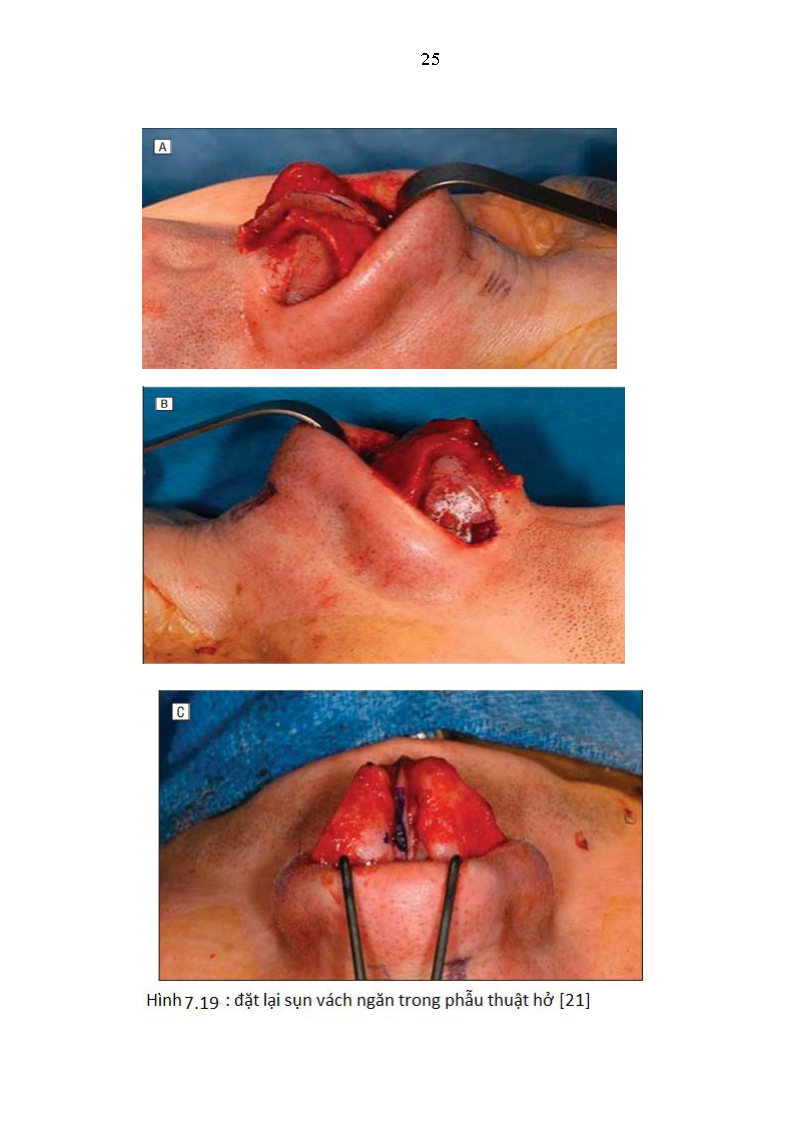 25
A
B
C
Hình 7.19 : đặt lại sụn vách ngăn trong phẫu thuật hở [21]